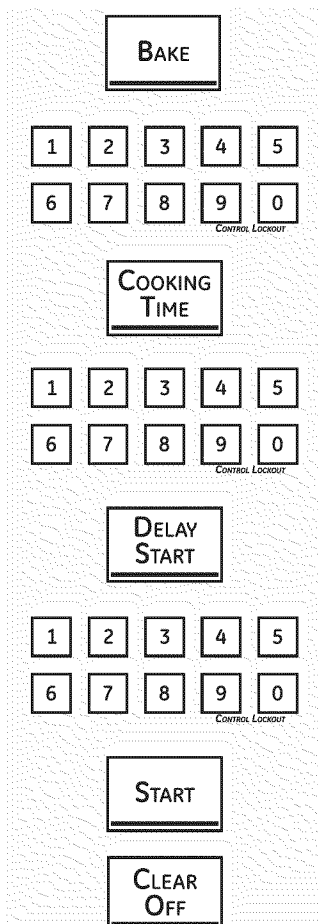 BAKE
1 2 3 4 5
6 7 8 9 0
CONTROL LOCKOUT
COOKING
TIME
1 2 3 4 5
6 7 8 9 0
CONTROL LOCKOUT
DELAY
START
1 2 3 4 5
6 7 8 9 0
CONTROL LOCKOUT
START
CLEAR
OFF